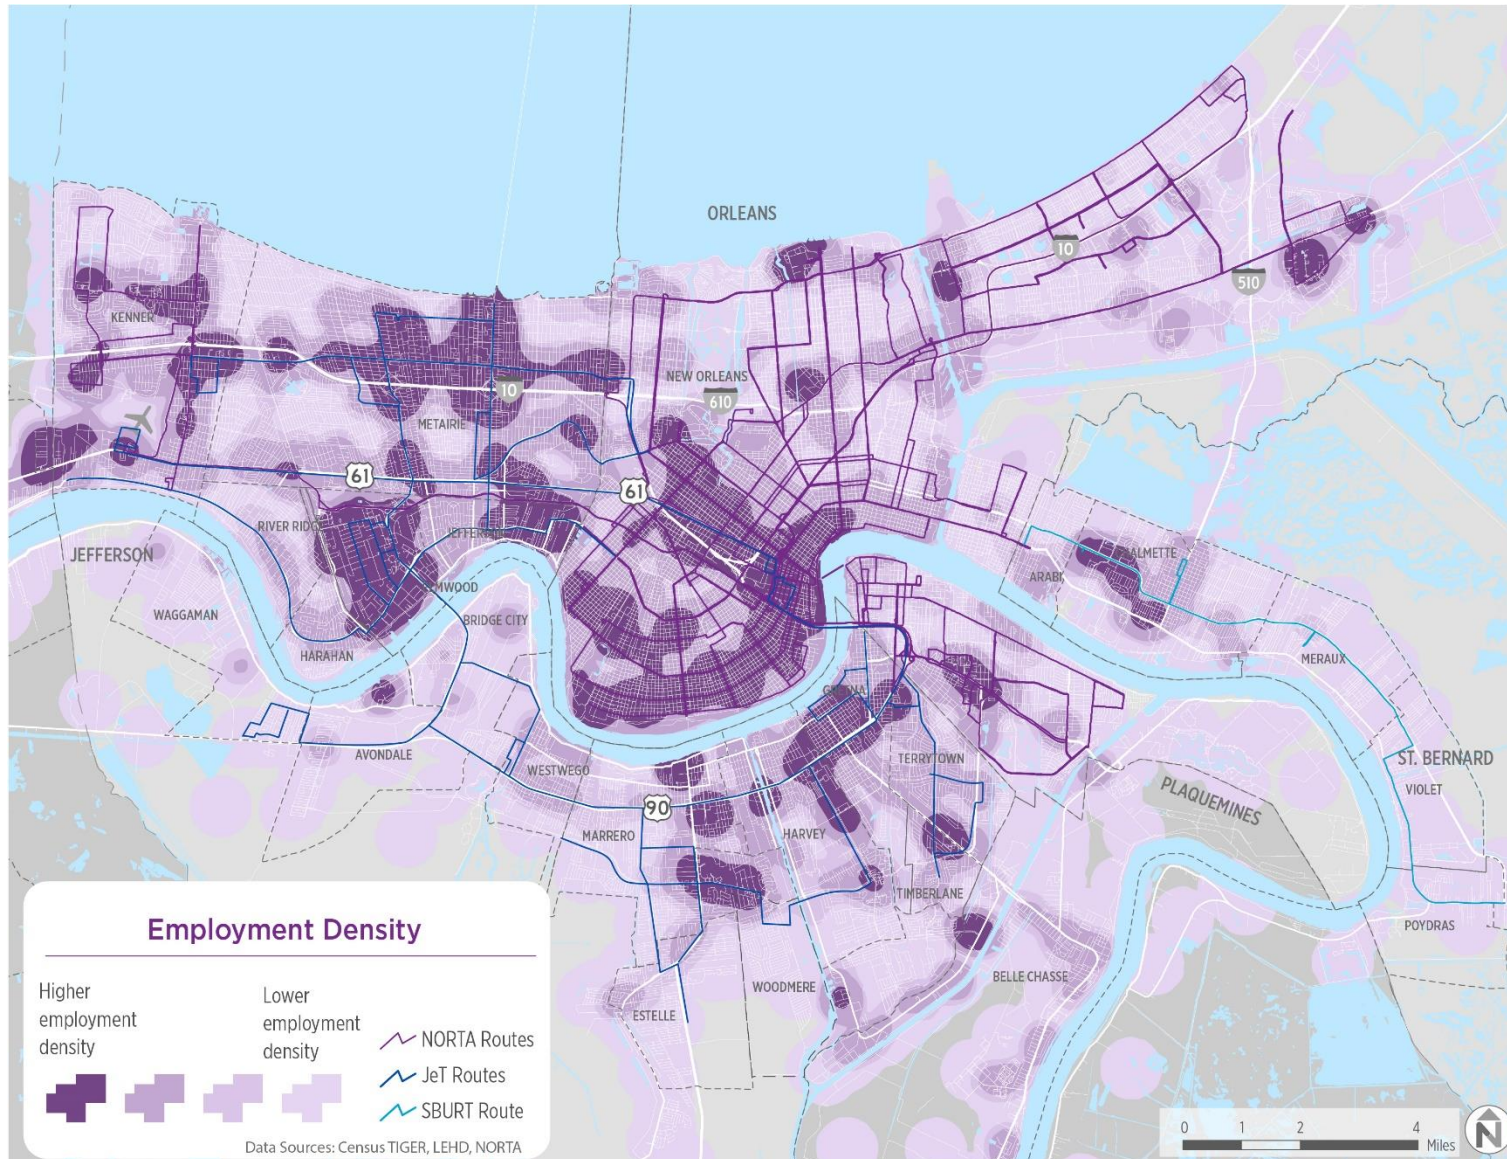 ORLEANS
10
510
KENNER
NEW ORLEANS
10
610
METAIRIE
61
61
RIVER RIDGE
JEFFERSON
JEFFERSON
CHALMETTE
ELMWOOD
ARABI
WAGGAMAN
BRIDGE CITY
HARAHAN
MERAUX
GRETNA
AVONDALE
WESTWEGO
TERRYTOWN
ST. BERNARD
VIOLET
PLAQUEMINES
90
MARRERO
HARVEY
TIMBERLANE
POYDRAS
BELLE CHASSE
WOODMERE
ESTELLE
Employment Density
Higher
employment
density
Lower
employment
density
NORTA Routes
JeT Routes
SBURT Route
Data Sources: Census TIGER, LEHD, NORTA
0 1 2 4
Miles
N